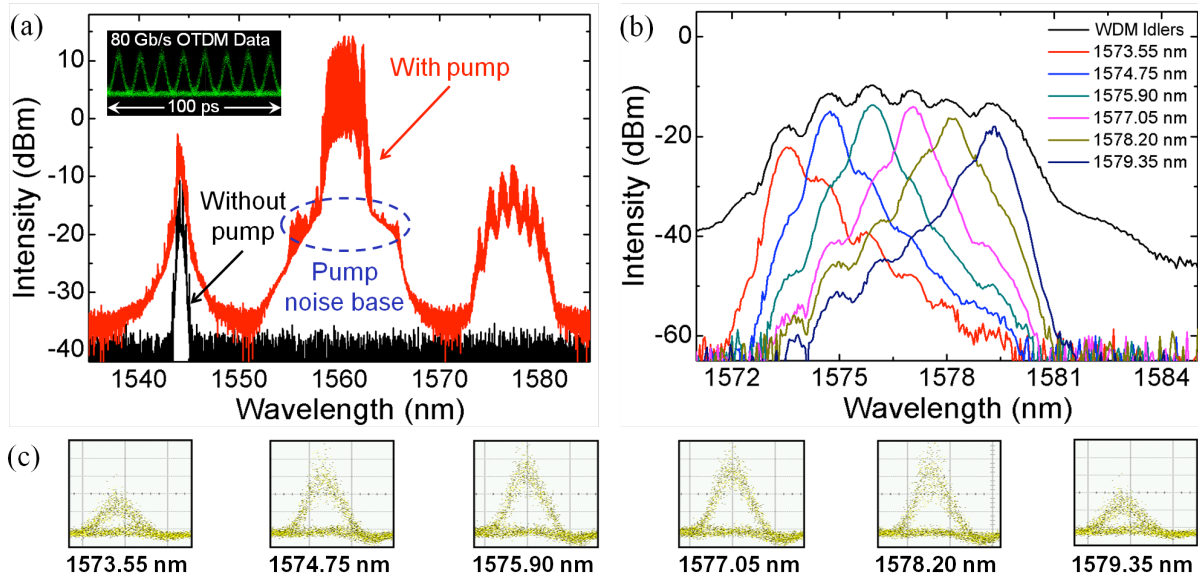 (a)
80 Gb/s OTDM Data
100 ps
With pump
Without
pump
Pump
noise base
Intensity (dBm)
10
0
-10
-20
-30
-40
1540
1550
1560
1570
1580
Wavelength (nm)
(b)
WDM Idlers
1573.55 nm
1574.75 nm
1575.90 nm
1577.05 nm
1578.20 nm
1579.35 nm
Intensity (dBm)
0
-20
-40
-60
1572
1575
1578
1581
1584
Wavelength (nm)
(c)
1573.55 nm
1574.75 nm
1575.90 nm
1577.05 nm
1578.20 nm
1579.35 nm